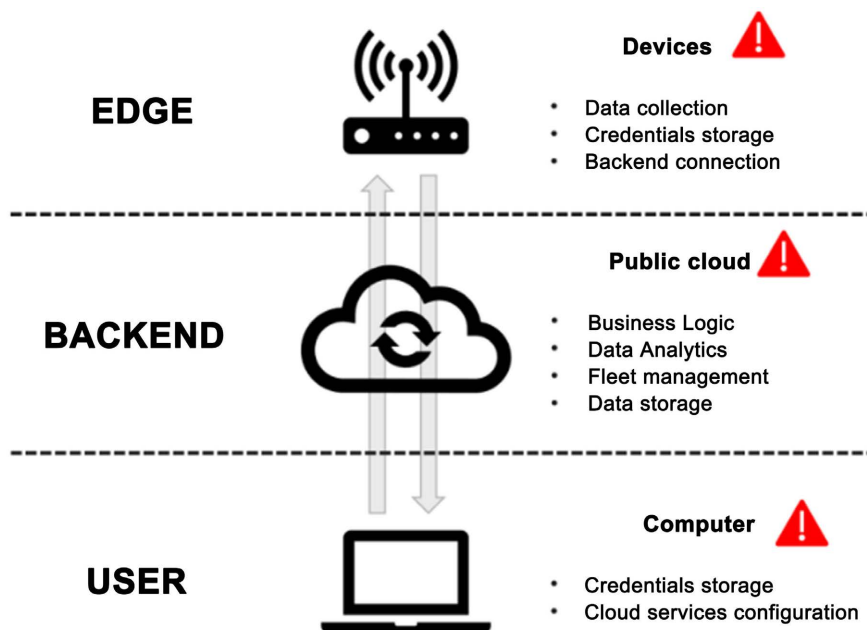 EDGE
Devices
• Data collection
• Credentials storage
• Backend connection
BACKEND
Public cloud
• Business Logic
• Data Analytics
• Fleet management
• Data storage
USER
Computer
• Credentials storage
• Cloud services configuration